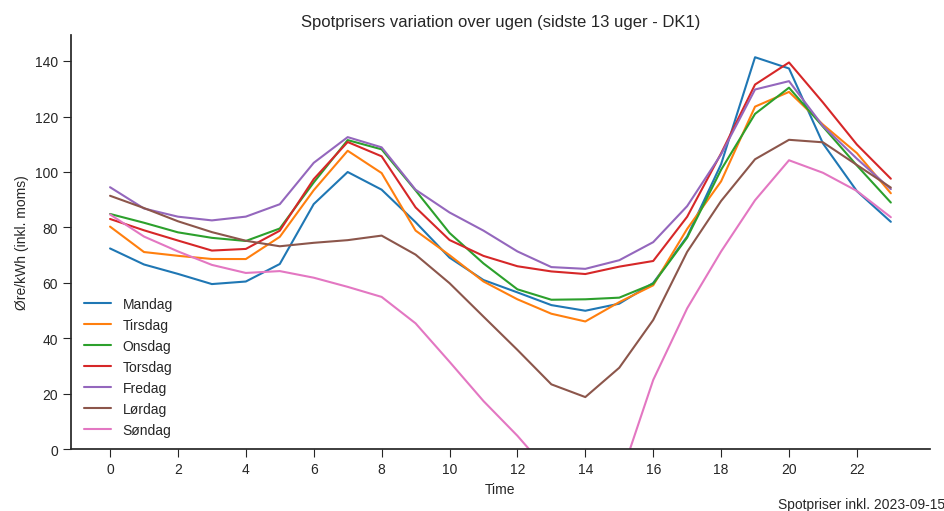 Spotprisers variation over ugen (sidste 13 uger - DK1)
Øre/kWh (inkl. moms)
140
120
100
80
60
40
20
0
Mandag
Tirsdag
Onsdag
Torsdag
Fredag
Lørdag
Søndag
0 2 4 6 8 10 12 14 16 18 20 22
Time
Spotpriser inkl. 2023-09-15